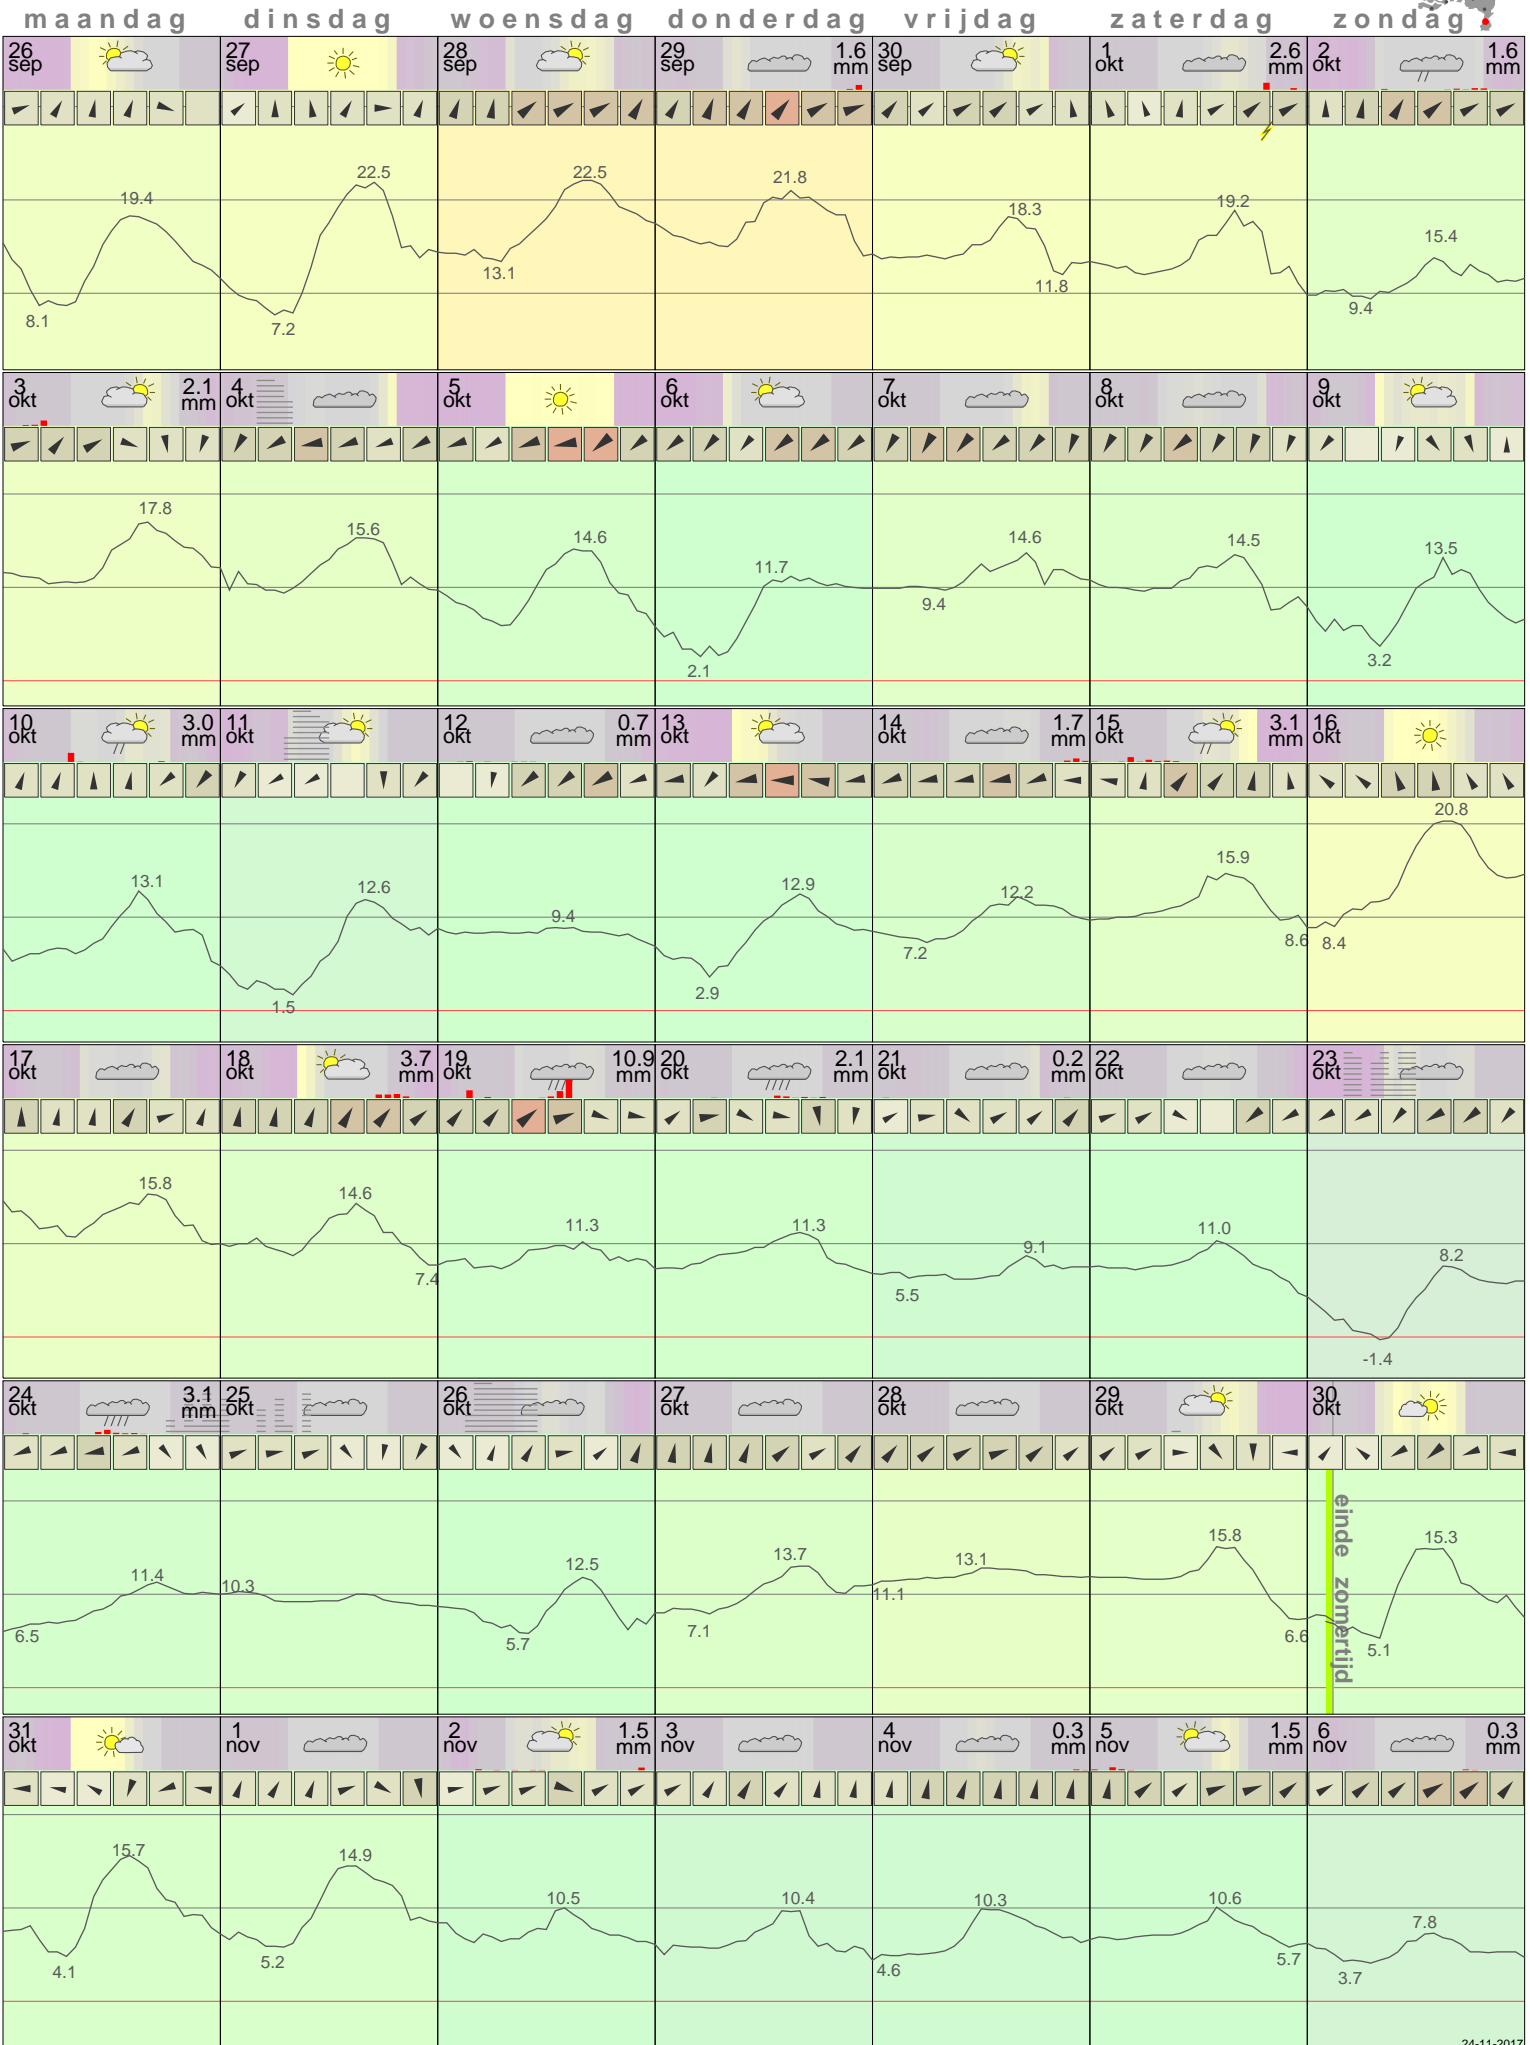 maandag dinsdag woensdag donderdag vrijdag zaterdag zondag
26 sep 27 sep 28 sep 29 sep 1.6 mm 30 sep 1 okt 2.6 mm 2 okt 1.6 mm
19.4 22.5 22.5 21.8 18.3 19.2 15.4
8.1 7.2 13.1 11.8 9.4
3 okt 2.1 mm 4 okt 5 okt 6 okt 7 okt 8 okt 9 okt
17.8 15.6 14.6 11.7 14.6 14.5 13.5
2.1 9.4 3.2
10 okt 3.0 mm 11 okt 12 okt 0.7 mm 13 okt 14 okt 1.7 mm 15 okt 3.1 mm 16 okt
13.1 12.6 9.4 12.9 12.2 15.9 20.8
1.5 2.9 7.2 8.6 8.4
17 okt 18 okt 3.7 mm 19 okt 10.9 mm 20 okt 2.1 mm 21 okt 0.2 mm 22 okt 23 okt
15.8 14.6 11.3 11.3 9.1 11.0 8.2
7.4 5.5 -1.4
24 okt 3.1 mm 25 okt 26 okt 27 okt 28 okt 29 okt 30 okt
11.4 10.3 12.5 13.7 13.1 15.8 15.3
6.5 5.7 7.1 11.1 6.6 5.1
einde zomertijd
31 okt 1 nov 2 nov 1.5 mm 3 nov 4 nov 0.3 mm 5 nov 1.5 mm 6 nov 0.3 mm
15.7 14.9 10.5 10.4 10.3 10.6 7.8
4.1 5.2 4.6 5.7 3.7
24-11-2017